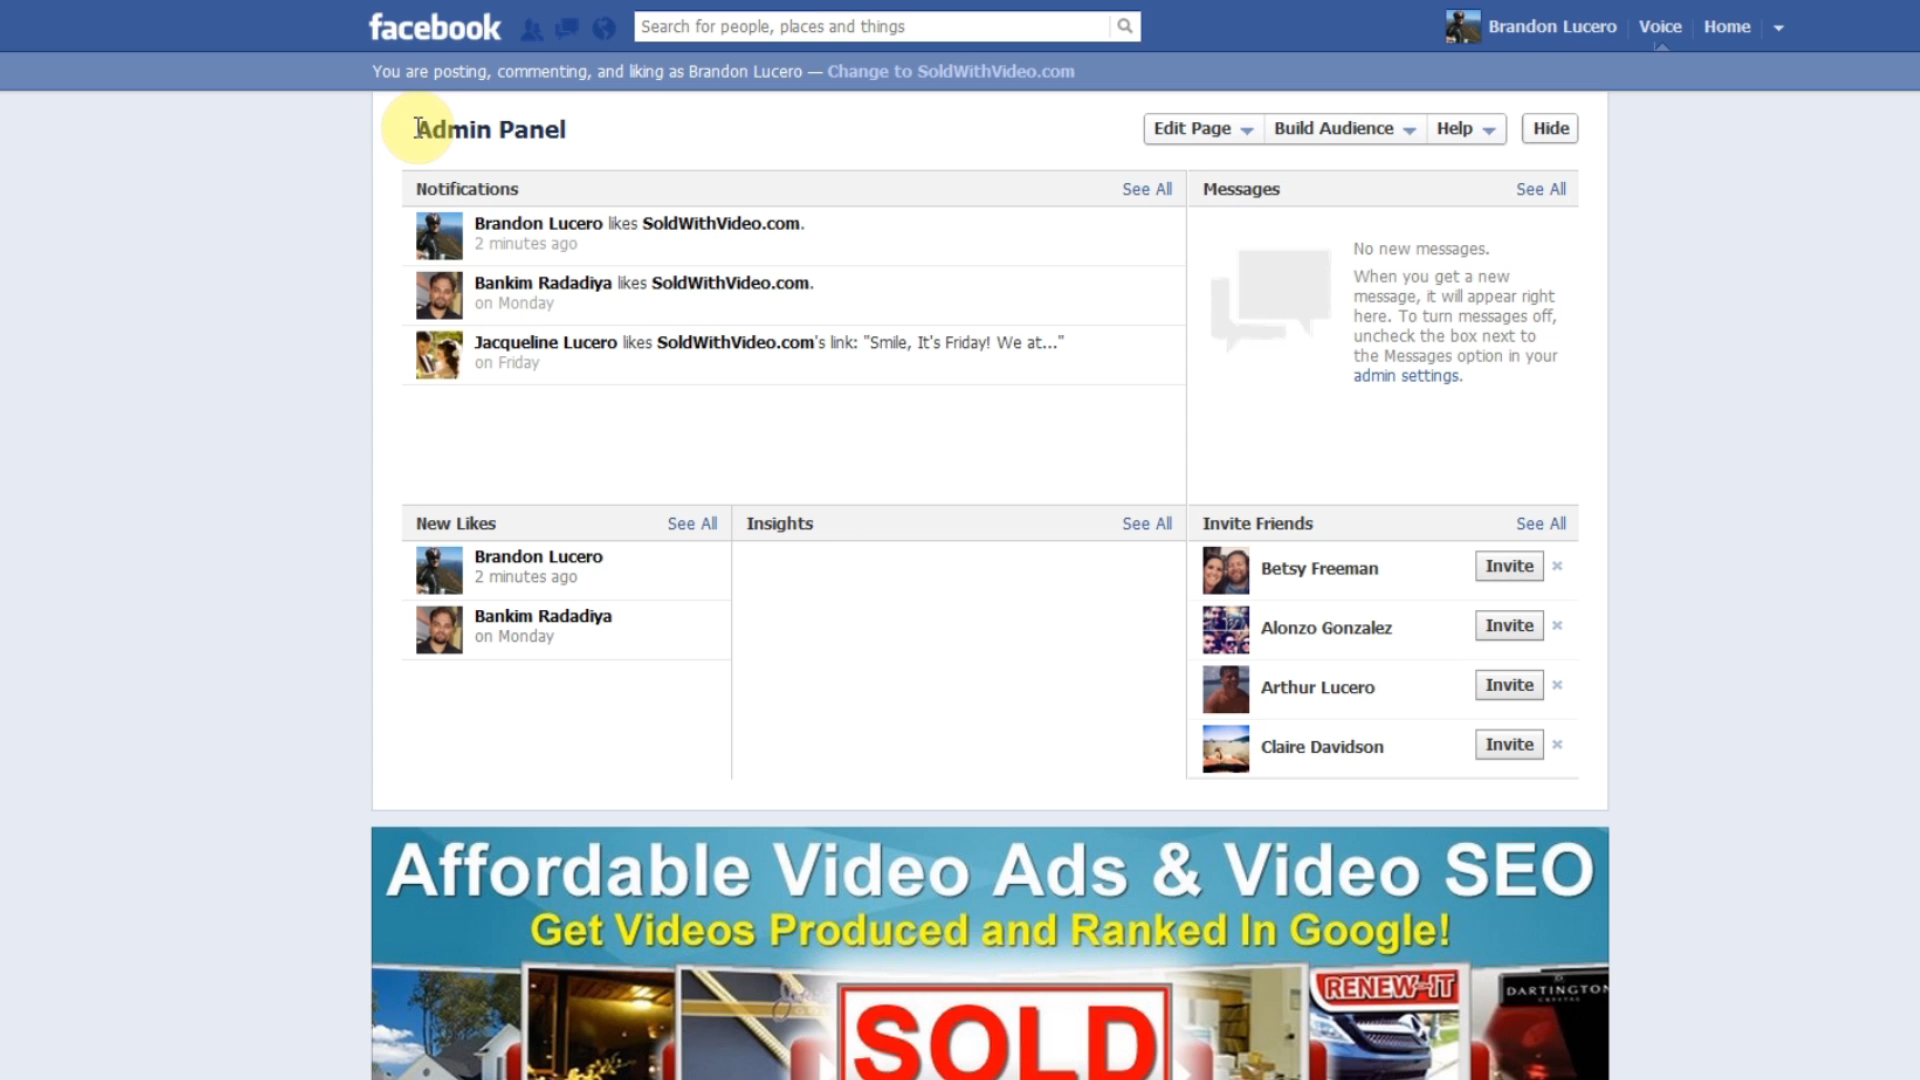 facebook
Search for people, places and things
Brandon Lucero
Voice
Home
You are posting, commenting, and liking as Brandon Lucero — Change to SoldWithVideo.com
Admin Panel
Edit Page
Build Audience
Help
Hide
Notifications
See All
Brandon Lucero likes SoldWithVideo.com.
2 minutes ago
Bankim Radadiya likes SoldWithVideo.com.
on Monday
Jacqueline Lucero likes SoldWithVideo.com's link: "Smile, It's Friday! We at..."
on Friday
Messages
See All
No new messages.
When you get a new
message, it will appear right
here. To turn messages off,
uncheck the box next to
the Messages option in your
admin settings.
New Likes
See All
Brandon Lucero
2 minutes ago
Bankim Radadiya
on Monday
Insights
See All
Invite Friends
See All
Betsy Freeman
Invite
Alonzo Gonzalez
Invite
Arthur Lucero
Invite
Claire Davidson
Invite
Affordable Video Ads & Video SEO
Get Videos Produced and Ranked In Google!
SOLD
RENEW-IT
DARTINGTON
CRYSTAL